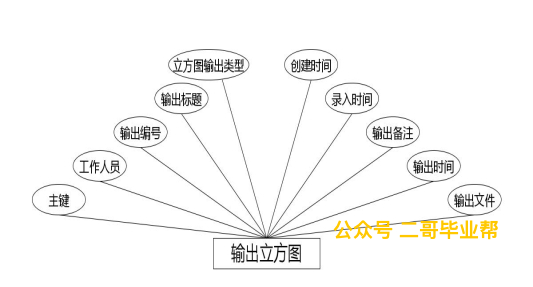 立方图输出类型
创建时间
输出标题
录入时间
输出编号
输出备注
工作人员
输出时间
主键
输出文件
公众号 二哥毕业帮
输出立方图